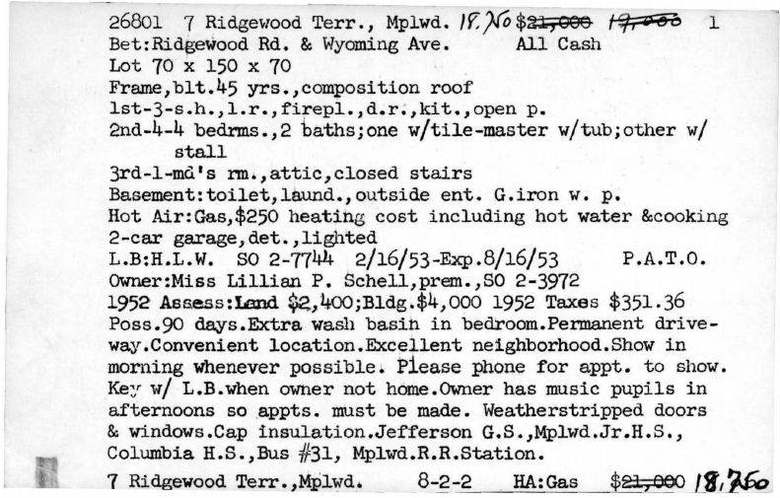 26801 7 Ridgewood Terr., Mplwd. 18,750 $21,000 19,000 1
Bet:Ridgewood Rd. & Wyoming Ave. All Cash
Lot 70 x 150 x 70
Frame,blt.45 yrs.,composition roof
1st-3-s.h.,l.r.,firepl.,d.r.,kit.,open p.
2nd-4-4 bedrms.,2 baths;one w/tile-master w/tub;other w/
stall
3rd-1-md's rm.,attic,closed stairs
Basement:toilet,laund.,outside ent. G.iron w. p.
Hot Air:Gas,$250 heating cost including hot water &cooking
2-car garage,det.,lighted
L.B:H.L.W. SO 2-7744 2/16/53-Exp.8/16/53 P.A.T.O.
Owner:Miss Lillian P. Schell,prem.,SO 2-3972
1952 Assess:Land $2,400;Bldg.$4,000 1952 Taxes $351.36
Poss.90 days.Extra wash basin in bedroom.Permanent drive-
way.Convenient location.Excellent neighborhood.Show in
morning whenever possible. Please phone for appt. to show.
Key w/ L.B.when owner not home.Owner has music pupils in
afternoons so appts. must be made. Weatherstripped doors
& windows.Cap insulation.Jefferson G.S.,Mplwd.Jr.H.S.,
Columbia H.S.,Bus #31, Mplwd.R.R.Station.
7 Ridgewood Terr.,Mplwd. 8-2-2 HA:Gas $21,000 18,750